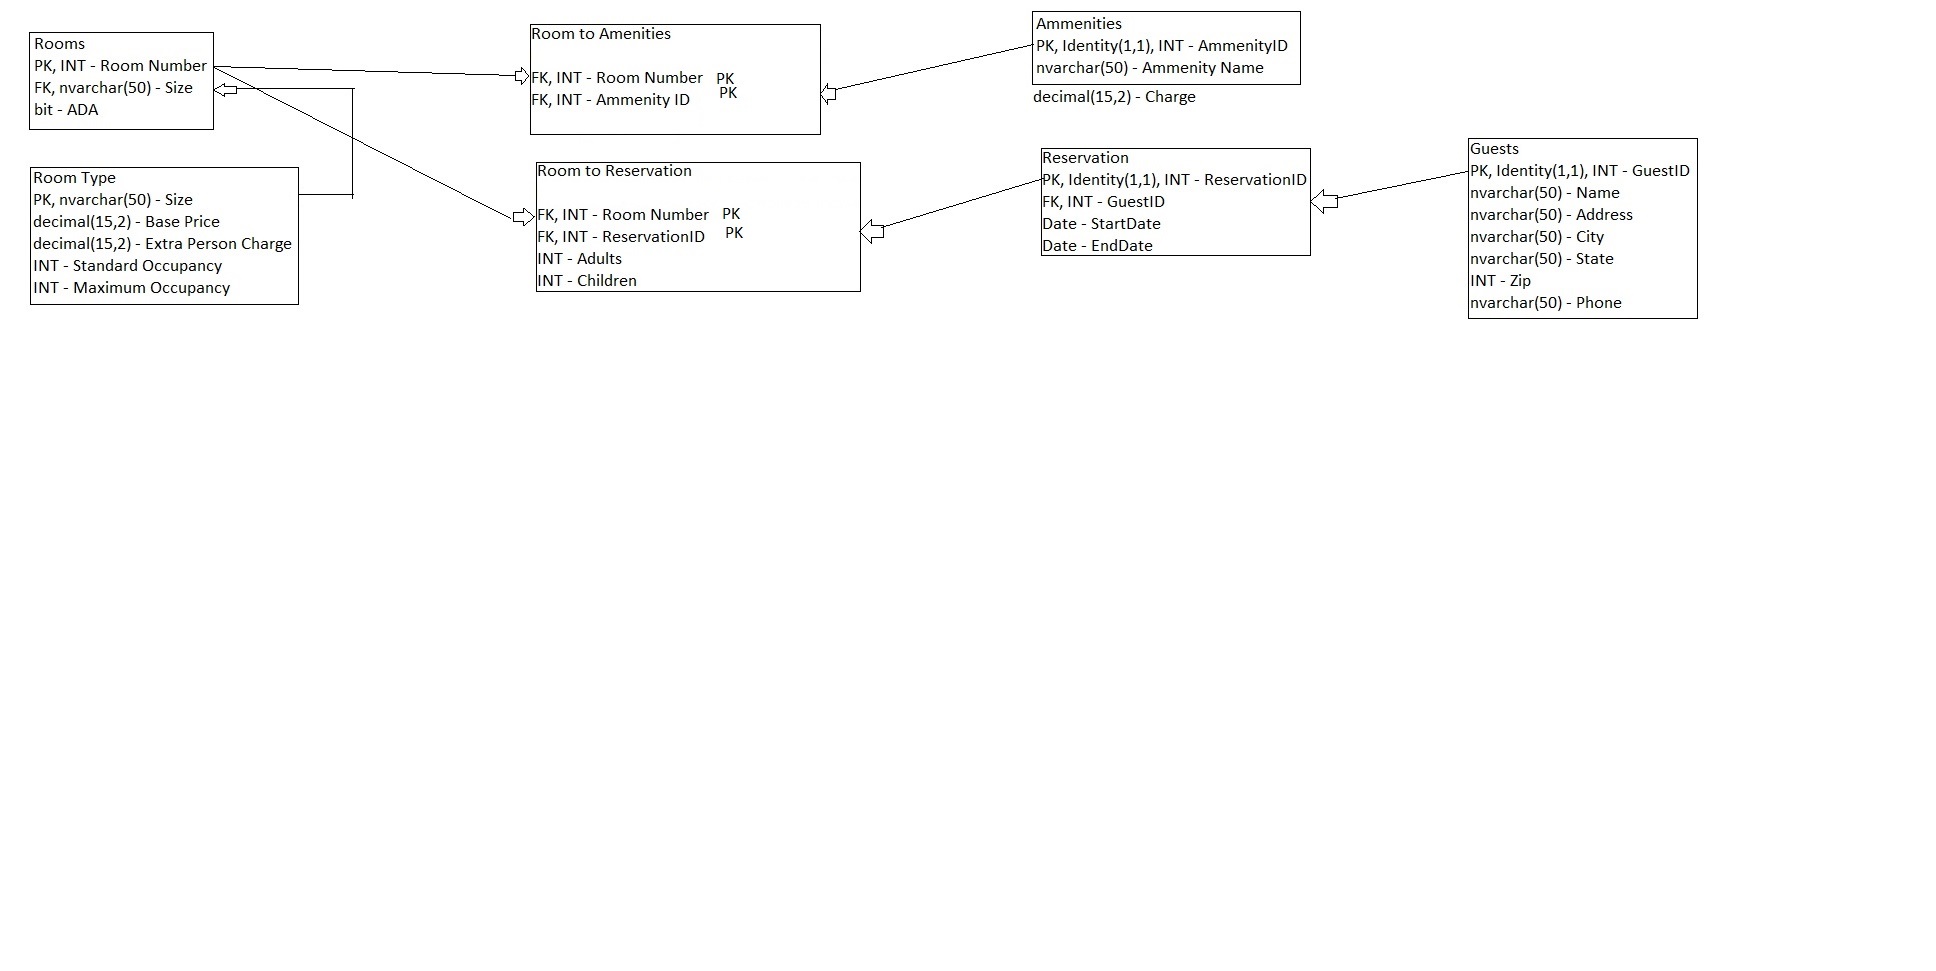 Rooms
PK, INT - Room Number
FK, nvarchar(50) - Size
bit - ADA
Room Type
PK, nvarchar(50) - Size
decimal(15,2) - Base Price
decimal(15,2) - Extra Person Charge
INT - Standard Occupancy
INT - Maximum Occupancy
Room to Amenities
FK, INT - Room Number PK
FK, INT - Ammenity ID PK
Room to Reservation
FK, INT - Room Number PK
FK, INT - ReservationID PK
INT - Adults
INT - Children
Ammenities
PK, Identity(1,1), INT - AmmenityID
nvarchar(50) - Ammenity Name
decimal(15,2) - Charge
Reservation
PK, Identity(1,1), INT - ReservationID
FK, INT - GuestID
Date - StartDate
Date - EndDate
Guests
PK, Identity(1,1), INT - GuestID
nvarchar(50) - Name
nvarchar(50) - Address
nvarchar(50) - City
nvarchar(50) - State
INT - Zip
nvarchar(50) - Phone